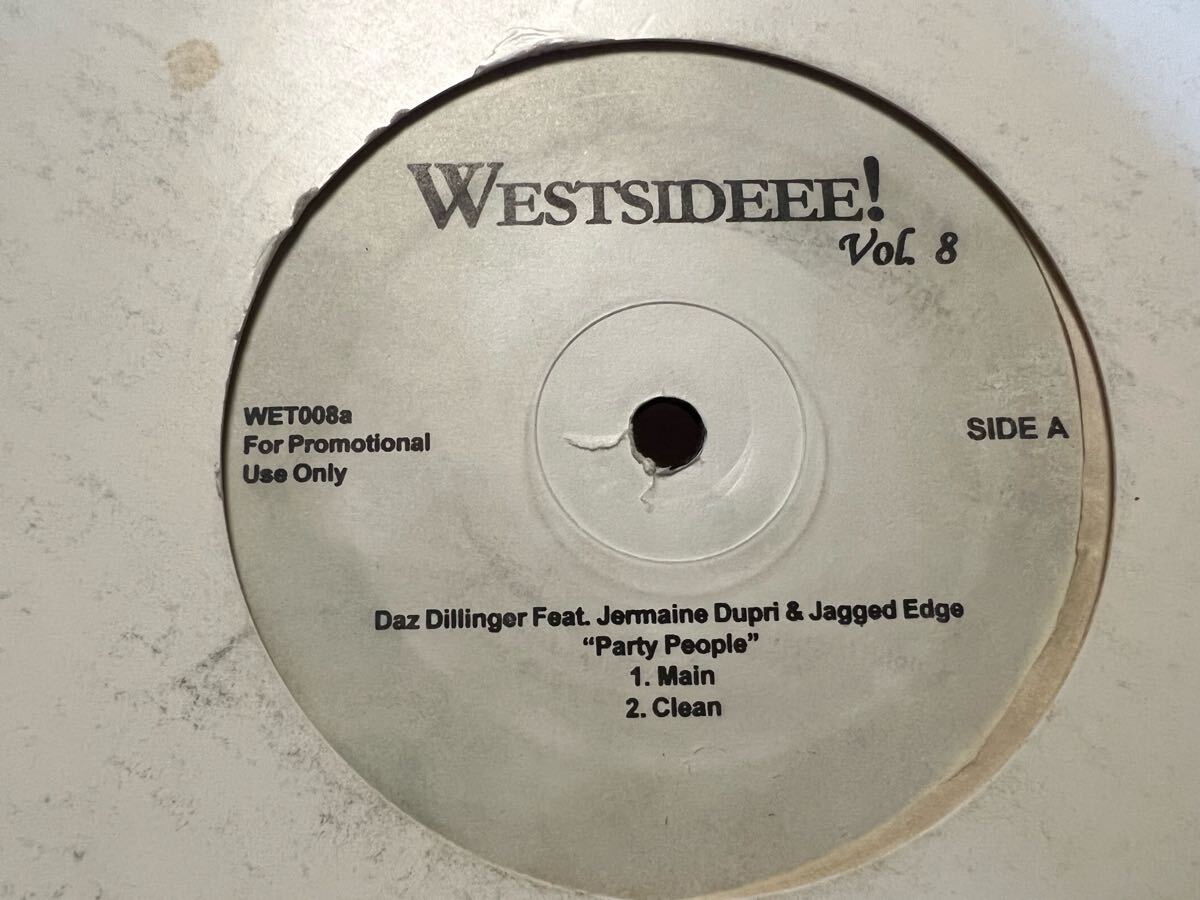 WESTSIDEEE!
Vol. 8
WET008a
For Promotional
Use Only
SIDE A
Daz Dillinger Feat. Jermaine Dupri & Jagged Edge
“Party People”
1. Main
2. Clean